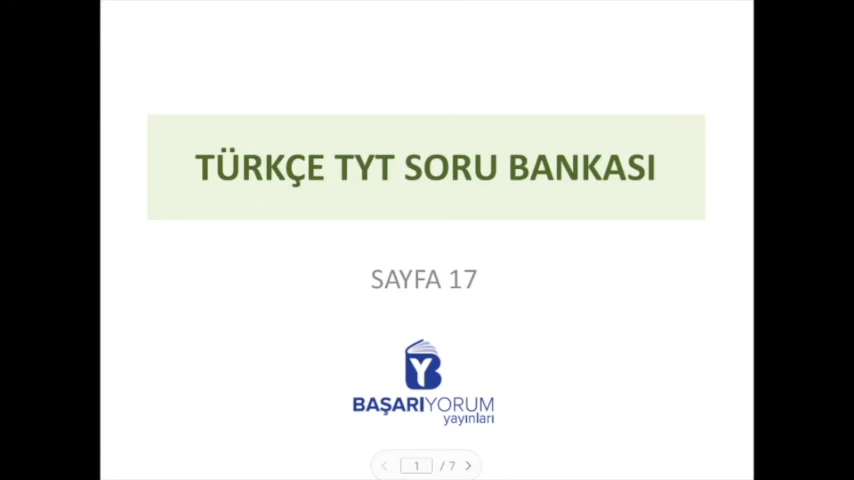 TÜRKÇE TYT SORU BANKASI
SAYFA 17
Y B
BAŞARIYORUM
yayınları
1 / 7